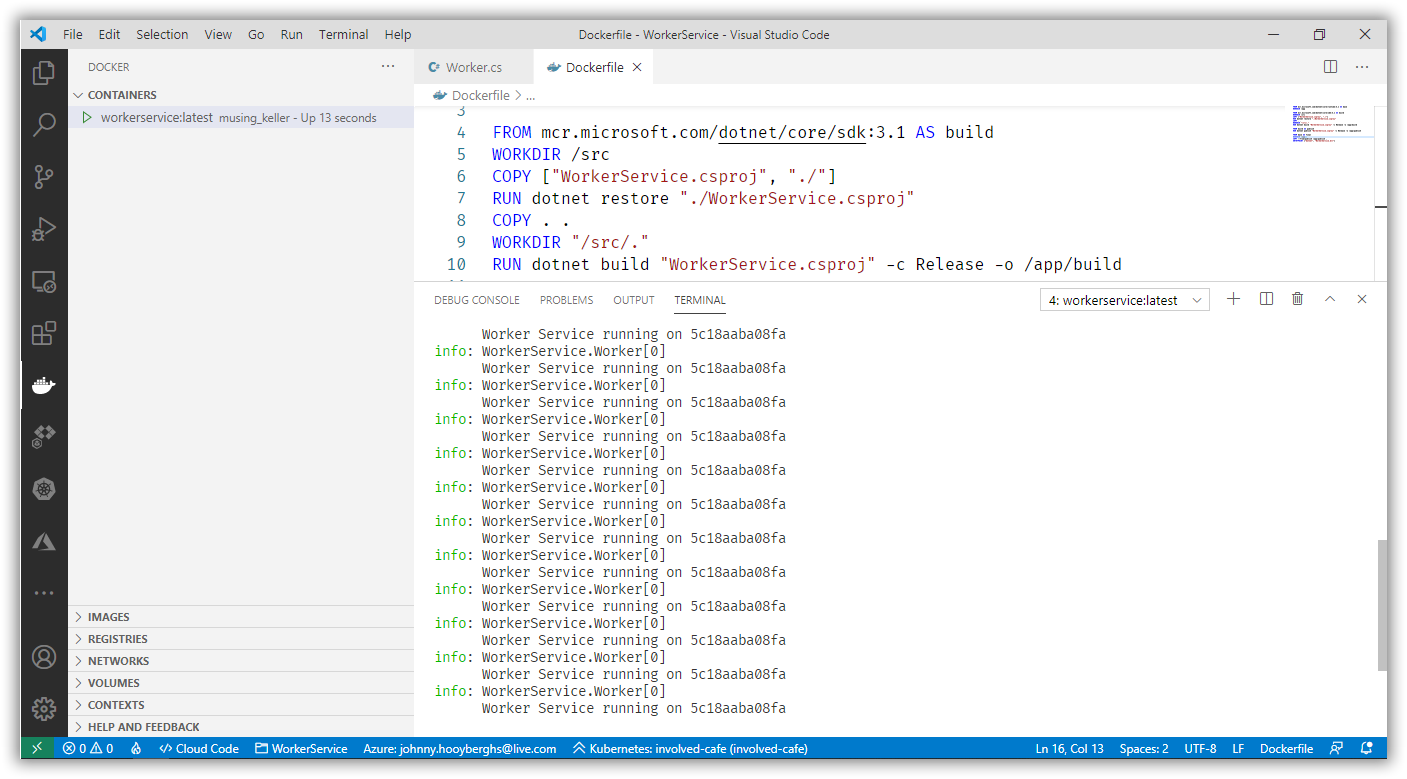 File Edit Selection View Go Run Terminal Help
Dockerfile - WorkerService - Visual Studio Code
DOCKER
CONTAINERS
workerservice:latest musing_keller - Up 13 seconds
IMAGES
REGISTRIES
NETWORKS
VOLUMES
CONTEXTS
HELP AND FEEDBACK
Worker.cs
Dockerfile
Dockerfile > ...
3
4 FROM mcr.microsoft.com/dotnet/core/sdk:3.1 AS build
5 WORKDIR /src
6 COPY ["WorkerService.csproj", "./"]
7 RUN dotnet restore "./WorkerService.csproj"
8 COPY . .
9 WORKDIR "/src/."
10 RUN dotnet build "WorkerService.csproj" -c Release -o /app/build
DEBUG CONSOLE PROBLEMS OUTPUT TERMINAL
4: workerservice:latest
Worker Service running on 5c18aaba08fa
info: WorkerService.Worker[0]
Worker Service running on 5c18aaba08fa
info: WorkerService.Worker[0]
Worker Service running on 5c18aaba08fa
info: WorkerService.Worker[0]
Worker Service running on 5c18aaba08fa
info: WorkerService.Worker[0]
Worker Service running on 5c18aaba08fa
info: WorkerService.Worker[0]
Worker Service running on 5c18aaba08fa
info: WorkerService.Worker[0]
Worker Service running on 5c18aaba08fa
info: WorkerService.Worker[0]
Worker Service running on 5c18aaba08fa
info: WorkerService.Worker[0]
Worker Service running on 5c18aaba08fa
info: WorkerService.Worker[0]
Worker Service running on 5c18aaba08fa
info: WorkerService.Worker[0]
Worker Service running on 5c18aaba08fa
info: WorkerService.Worker[0]
Worker Service running on 5c18aaba08fa
0 0 Cloud Code WorkerService Azure: johnny.hooyberghs@live.com Kubernetes: involved-cafe (involved-cafe)
Ln 16, Col 13 Spaces: 2 UTF-8 LF Dockerfile